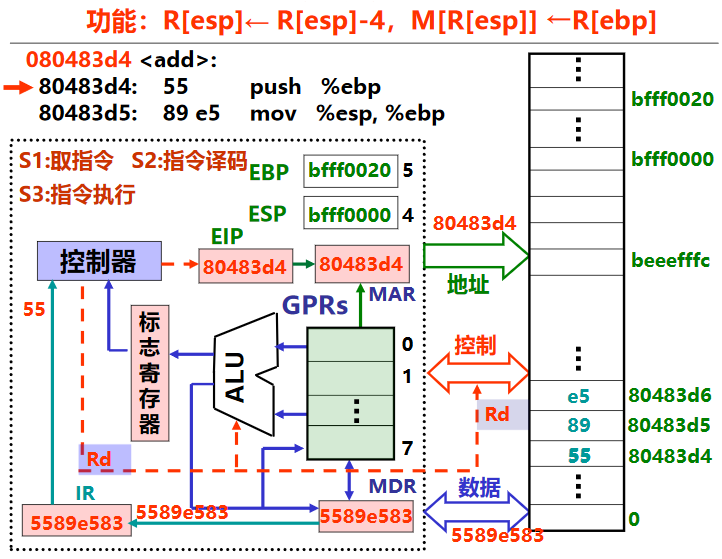 功能：R[esp]← R[esp]-4，M[R[esp]] ←R[ebp]
080483d4 <add>:
80483d4: 55 push %ebp
80483d5: 89 e5 mov %esp, %ebp
S1:取指令 S2:指令译码
S3:指令执行
EBP bfff0020 5
ESP bfff0000 4
EIP
控制器
80483d4
80483d4
MAR
80483d4
地址
55
标志寄存器
ALU
GPRs
0
1
⋮
7
控制
Rd
Rd
IR
5589e583
5589e583
MDR
5589e583
数据
5589e583
⋮
bfff0020
⋮
bfff0000
beeefffc
⋮
e5 80483d6
89 80483d5
55 80483d4
⋮
0